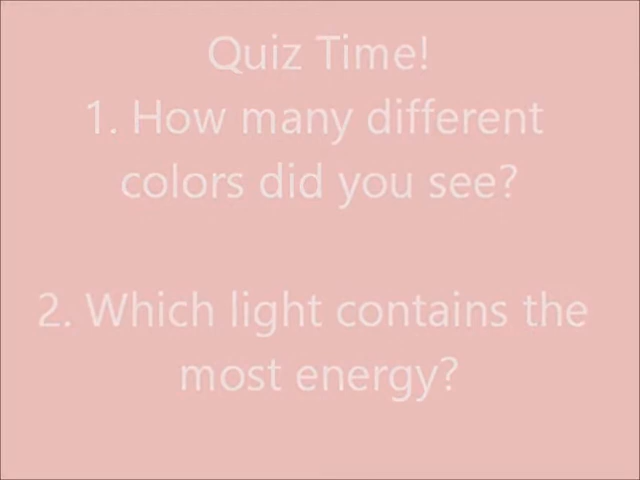 Quiz Time!
1. How many different
colors did you see?
2. Which light contains the
most energy?